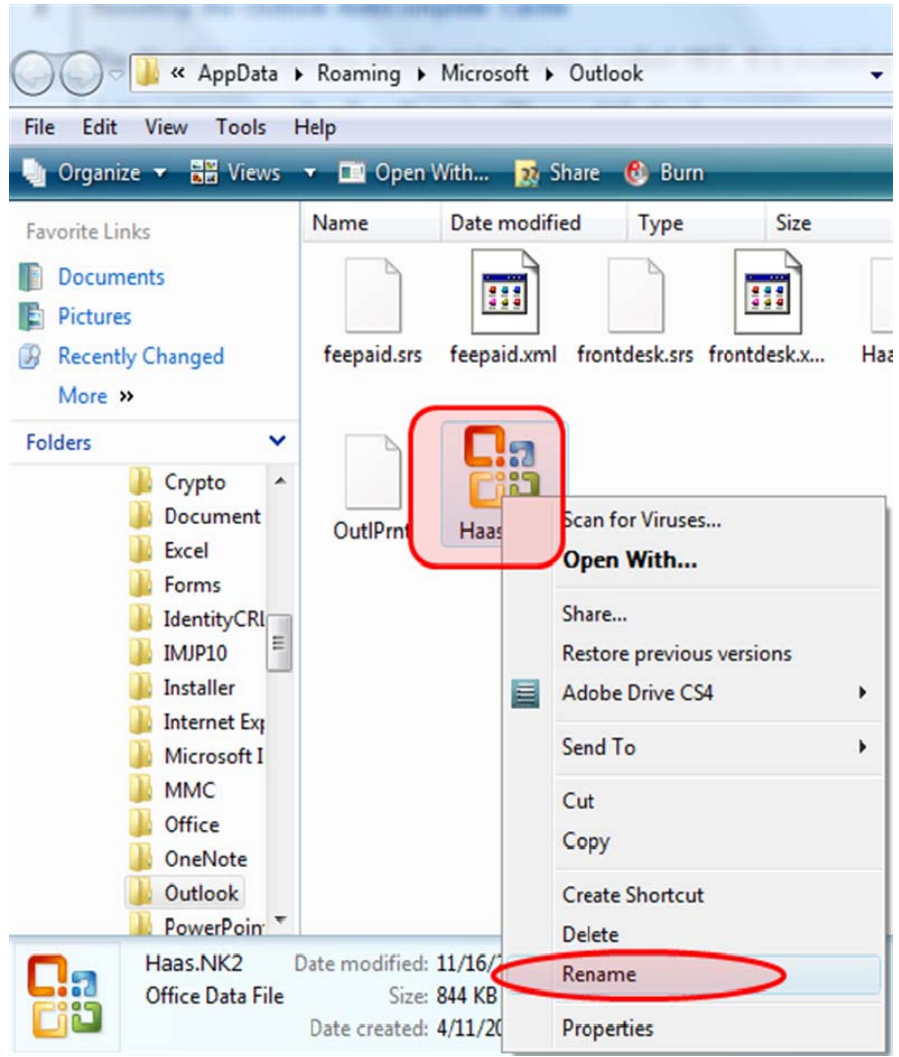 « AppData ▸ Roaming ▸ Microsoft ▸ Outlook
File Edit View Tools Help
Organize Views Open With... Share Burn
Favorite Links
Documents
Pictures
Recently Changed
More »
Folders
Crypto
Document
Excel
Forms
IdentityCRL
IMJP10
Installer
Internet Exp
Microsoft I
MMC
Office
OneNote
Outlook
PowerPoin
Name Date modified Type Size
feepaid.srs feepaid.xml frontdesk.srs frontdesk.x... Haa
OutlPrnt Haas
Scan for Viruses...
Open With...
Share...
Restore previous versions
Adobe Drive CS4
Send To
Cut
Copy
Create Shortcut
Delete
Rename
Properties
Haas.NK2 Date modified: 11/16/
Office Data File Size: 844 KB
Date created: 4/11/20